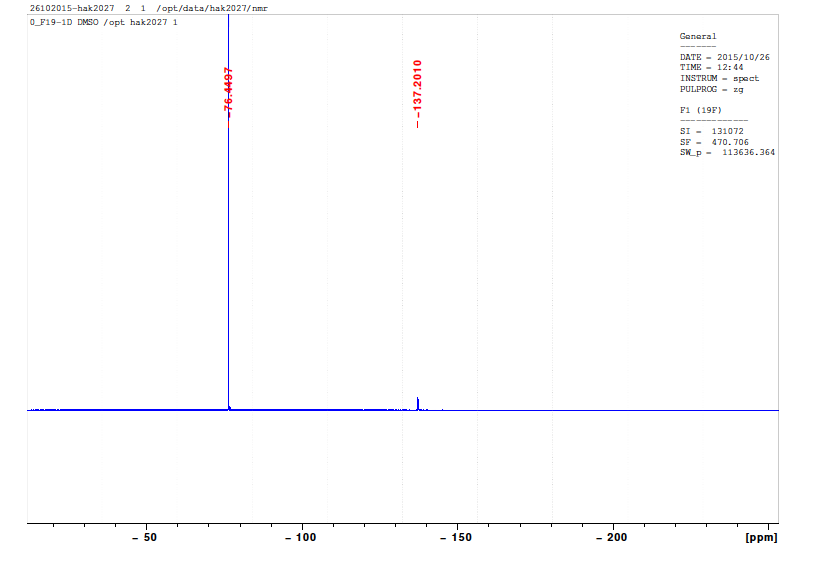 26102015-hak2027 2 1 /opt/data/hak2027/nmr
0_F19-1D DMSO /opt hak2027 1
General
-------
DATE = 2015/10/26
TIME = 12:44
INSTRUM = spect
PULPROG = zg
F1 (19F)
-------------
SI = 131072
SF = 470.706
SW_p = 113636.364
-76.4497
-137.2010
- 50
- 100
- 150
- 200
[ppm]